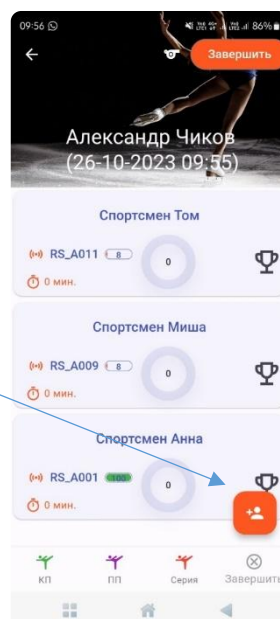 09:56 86%
Завершить
Александр Чиков
(26-10-2023 09:55)
Спортсмен Том
RS_A011 8 0
0 мин.
Спортсмен Миша
RS_A009 8 0
0 мин.
Спортсмен Анна
RS_A001 100 0
0 мин.
КП ПП Серия Завершить